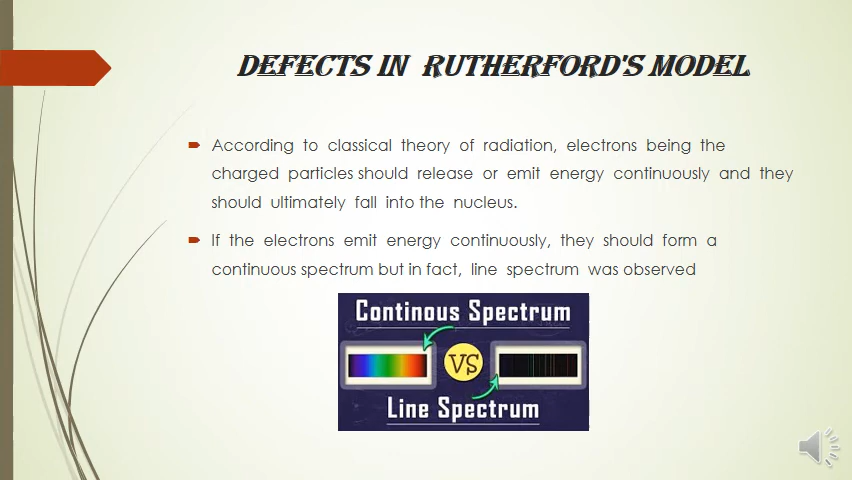 DEFECTS IN RUTHERFORD'S MODEL
According to classical theory of radiation, electrons being the
charged particles should release or emit energy continuously and they
should ultimately fall into the nucleus.
If the electrons emit energy continuously, they should form a
continuous spectrum but in fact, line spectrum was observed
Continous Spectrum
VS
Line Spectrum